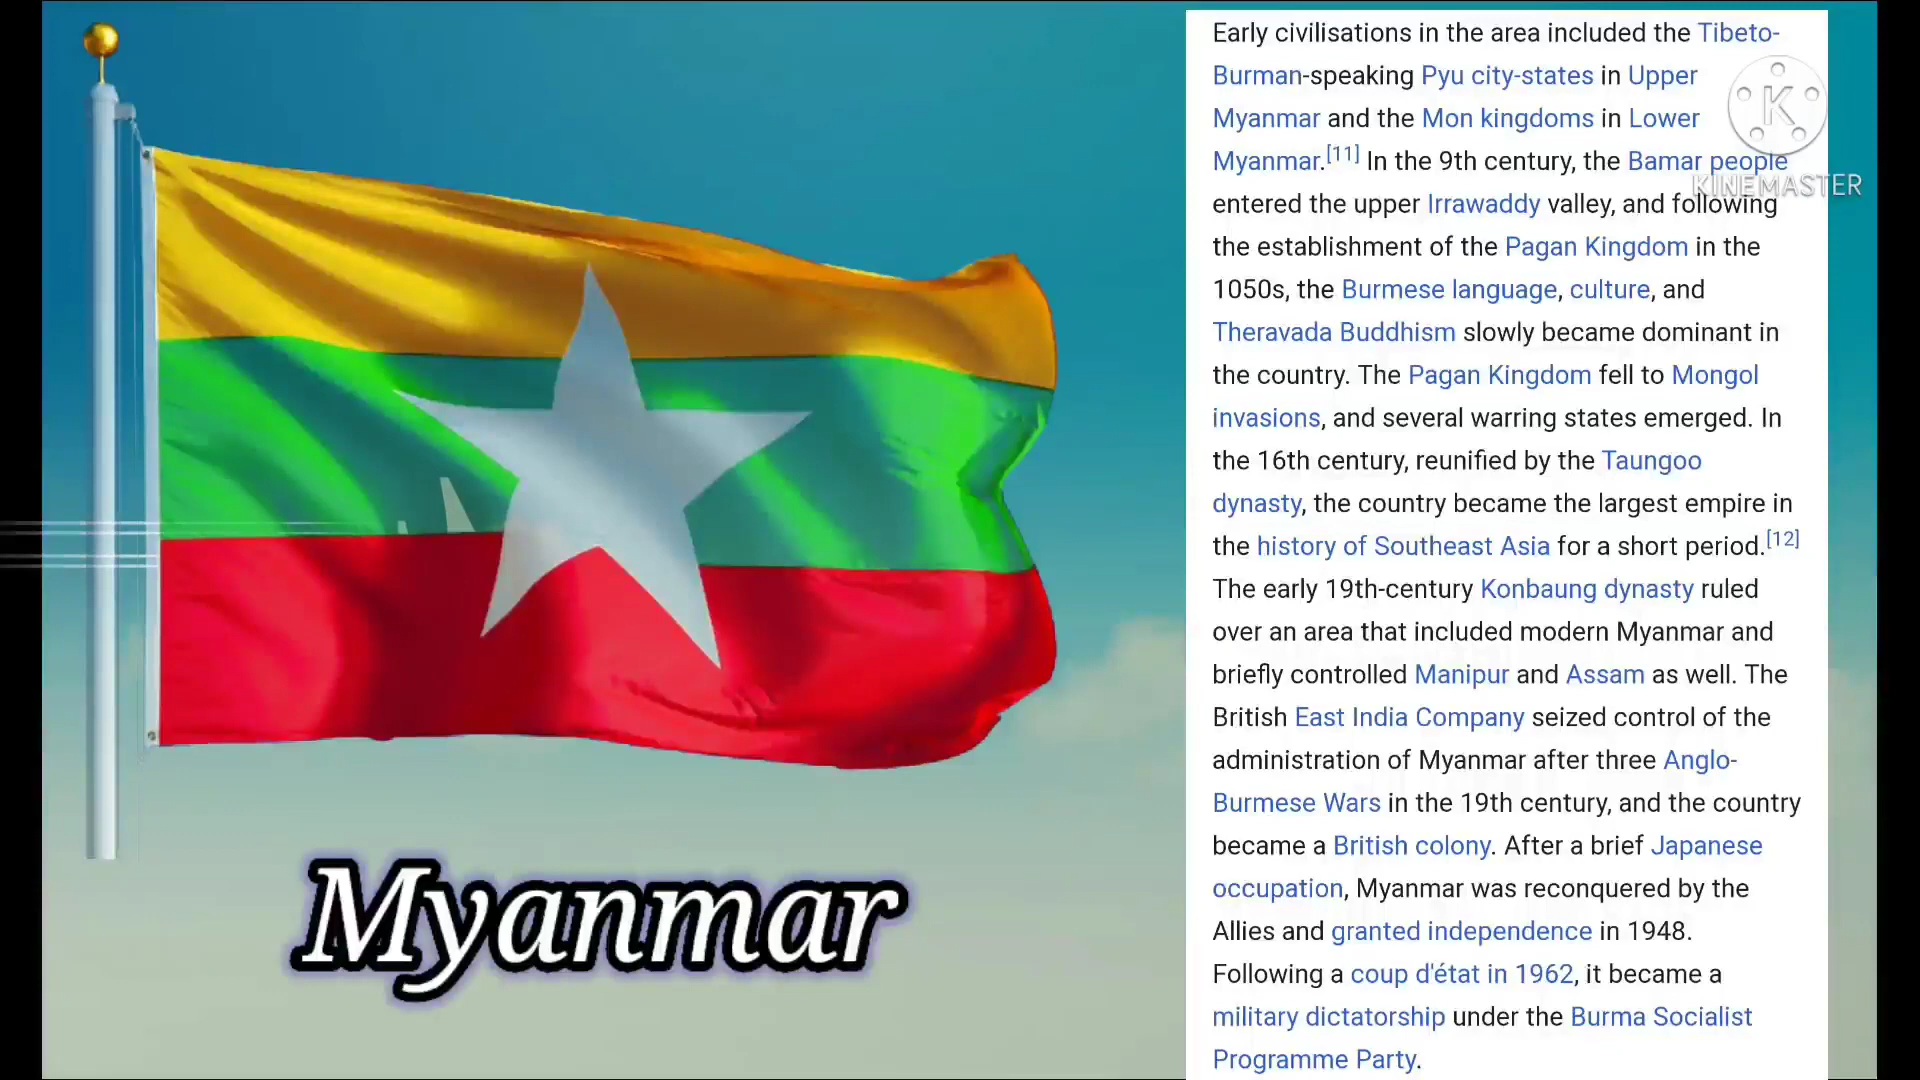 Early civilisations in the area included the Tibeto-
Burman-speaking Pyu city-states in Upper
Myanmar and the Mon kingdoms in Lower
Myanmar.[11] In the 9th century, the Bamar people
entered the upper Irrawaddy valley, and following
the establishment of the Pagan Kingdom in the
1050s, the Burmese language, culture, and
Theravada Buddhism slowly became dominant in
the country. The Pagan Kingdom fell to Mongol
invasions, and several warring states emerged. In
the 16th century, reunified by the Taungoo
dynasty, the country became the largest empire in
the history of Southeast Asia for a short period.[12]
The early 19th-century Konbaung dynasty ruled
over an area that included modern Myanmar and
briefly controlled Manipur and Assam as well. The
British East India Company seized control of the
administration of Myanmar after three Anglo-
Burmese Wars in the 19th century, and the country
became a British colony. After a brief Japanese
occupation, Myanmar was reconquered by the
Allies and granted independence in 1948.
Following a coup d'état in 1962, it became a
military dictatorship under the Burma Socialist
Programme Party.
K
KINEMASTER
Myanmar